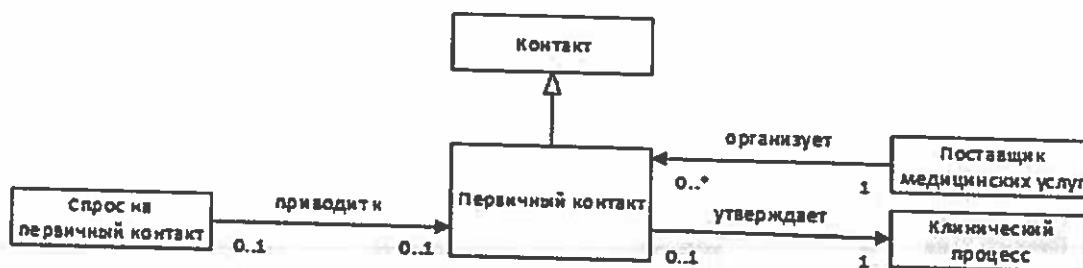 Контакт
организует
Поставщик
медицинских услуг
0..*
1
Спрос на
первичный контакт
приводит к
0..1
0..1
Первичный контакт
утверждает
0..1
1
Клинический
процесс